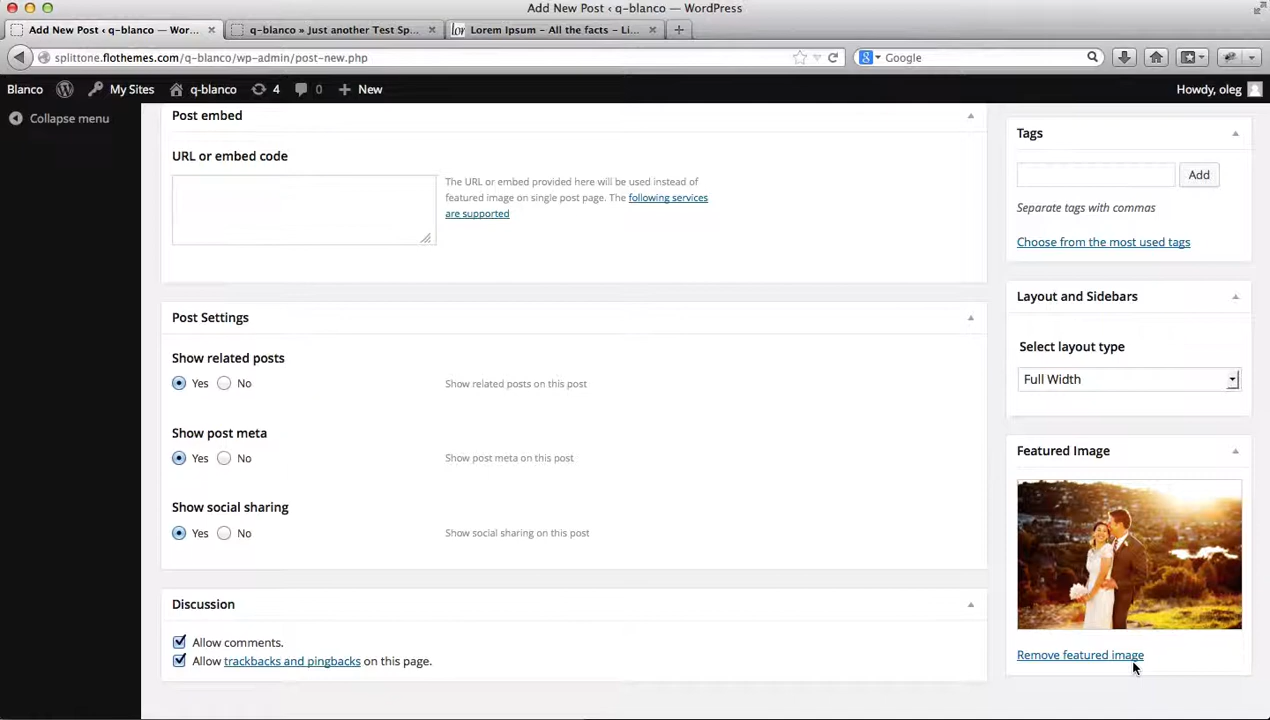 Add New Post ‹ q-blanco — WordPress
Add New Post ‹ q-blanco — Wor... × q-blanco » Just another Test Sp... × lor Lorem Ipsum – All the facts – Li... × +
splittone.flothemes.com/q-blanco/wp-admin/post-new.php
Google
Blanco My Sites q-blanco 4 0 + New Howdy, oleg
Collapse menu
Post embed
URL or embed code
The URL or embed provided here will be used instead of
featured image on single post page. The following services
are supported
Post Settings
Show related posts
Yes No Show related posts on this post
Show post meta
Yes No Show post meta on this post
Show social sharing
Yes No Show social sharing on this post
Discussion
Allow comments.
Allow trackbacks and pingbacks on this page.
Tags
Add
Separate tags with commas
Choose from the most used tags
Layout and Sidebars
Select layout type
Full Width
Featured Image
Remove featured image